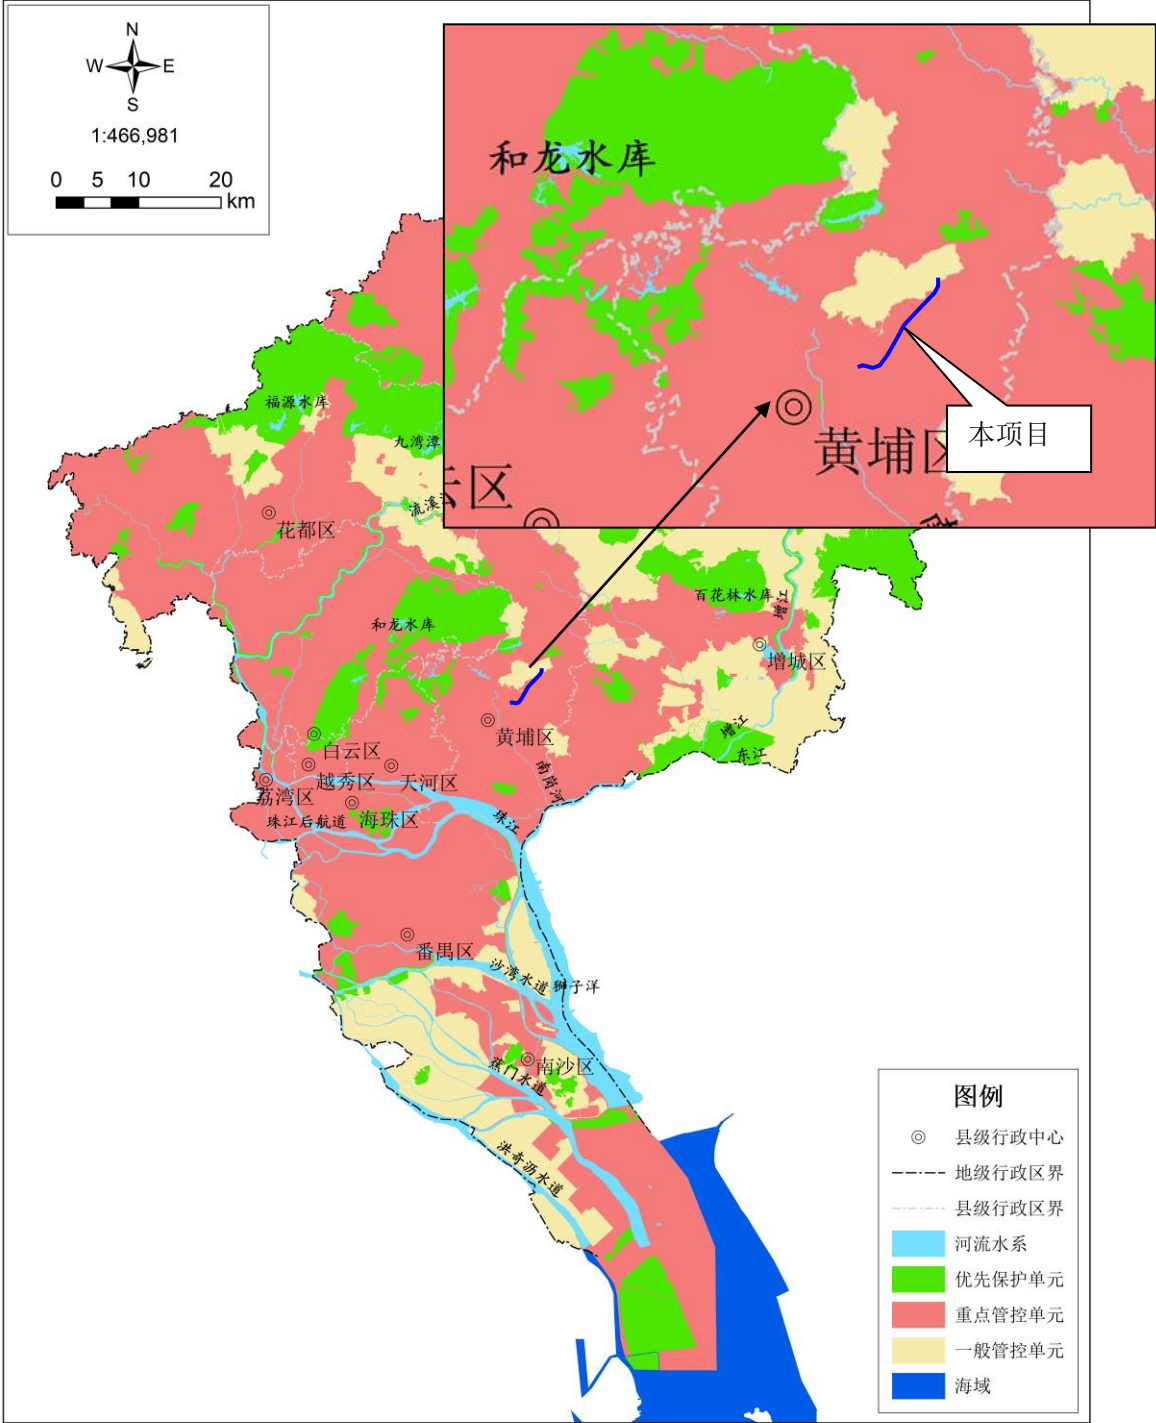 N
W E
S
1:466,981
0 5 10 20
km
和龙水库
本项目
黄埔区
云区
福源水库
九湾潭
流溪
花都区
百花林水库
增江
和龙水库
增城区
黄埔区
增江
东江
白云区
南岗河
越秀区
天河区
荔湾区
海珠区
珠江后航道
珠江
番禺区
沙湾水道
狮子洋
南沙区
蕉门水道
洪奇沥水道
图例
县级行政中心
地级行政区界
县级行政区界
河流水系
优先保护单元
重点管控单元
一般管控单元
海域